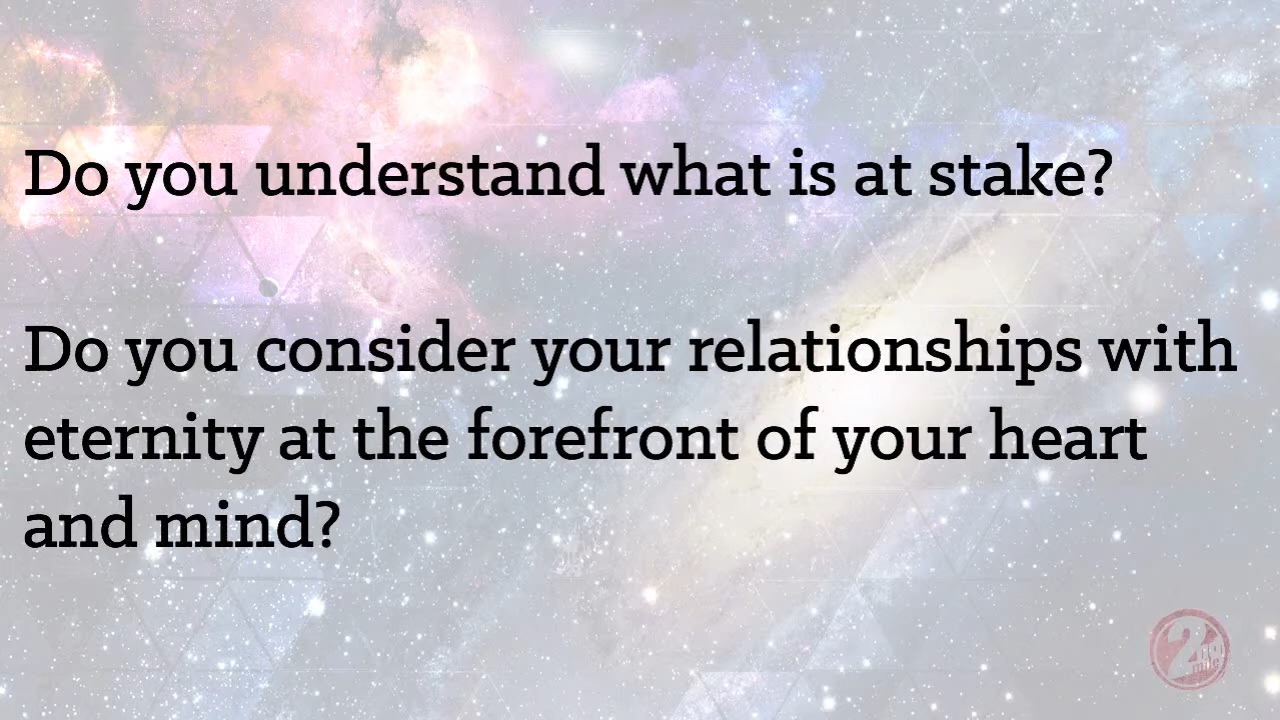 Do you understand what is at stake?
Do you consider your relationships with
eternity at the forefront of your heart
and mind?
2